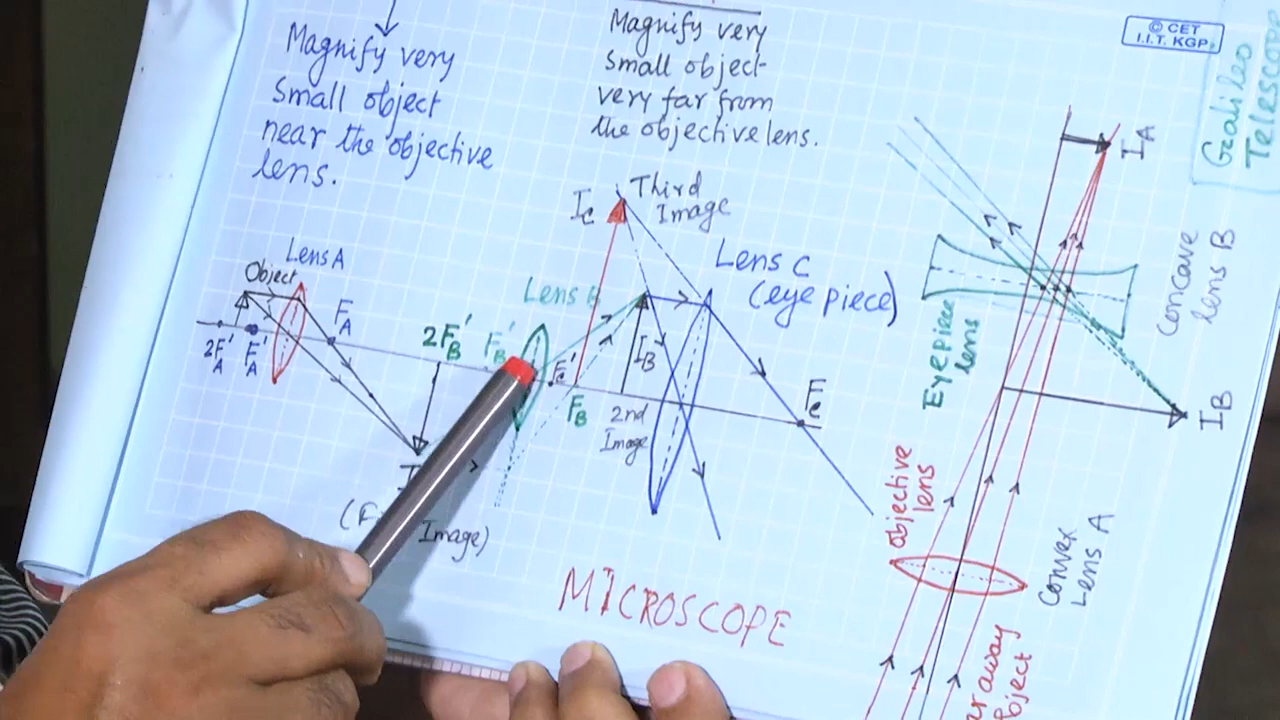 Magnify very
small object
near the objective
lens.
Magnify very
small object
very far from
the objective lens.
© CET
I.I.T. KGP
Galileo
Telescope
Object
Lens A
2F'A
F'A
FA
2F'B
F'B
Lens
F'c
FB
IB
2nd
Image
Ic
Third
Image
Lens C
(eye piece)
Fc
Image)
MICROSCOPE
IA
Concave
lens B
Eyepiece
lens
IB
objective
lens
Convex
Lens A
away